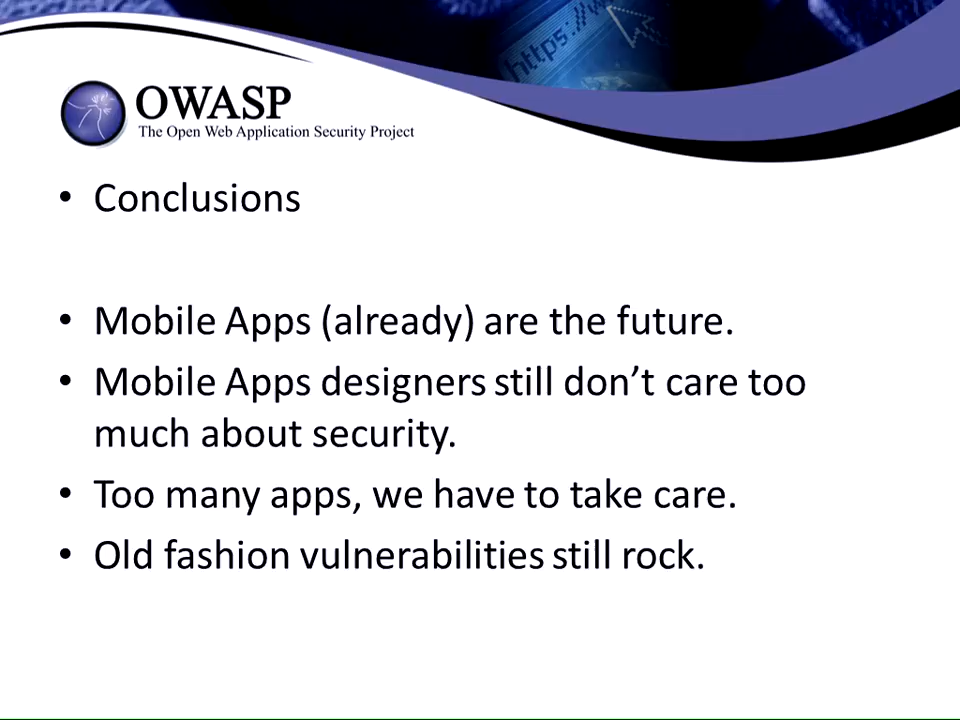 https://w
OWASP
The Open Web Application Security Project
• Conclusions
• Mobile Apps (already) are the future.
• Mobile Apps designers still don’t care too
much about security.
• Too many apps, we have to take care.
• Old fashion vulnerabilities still rock.